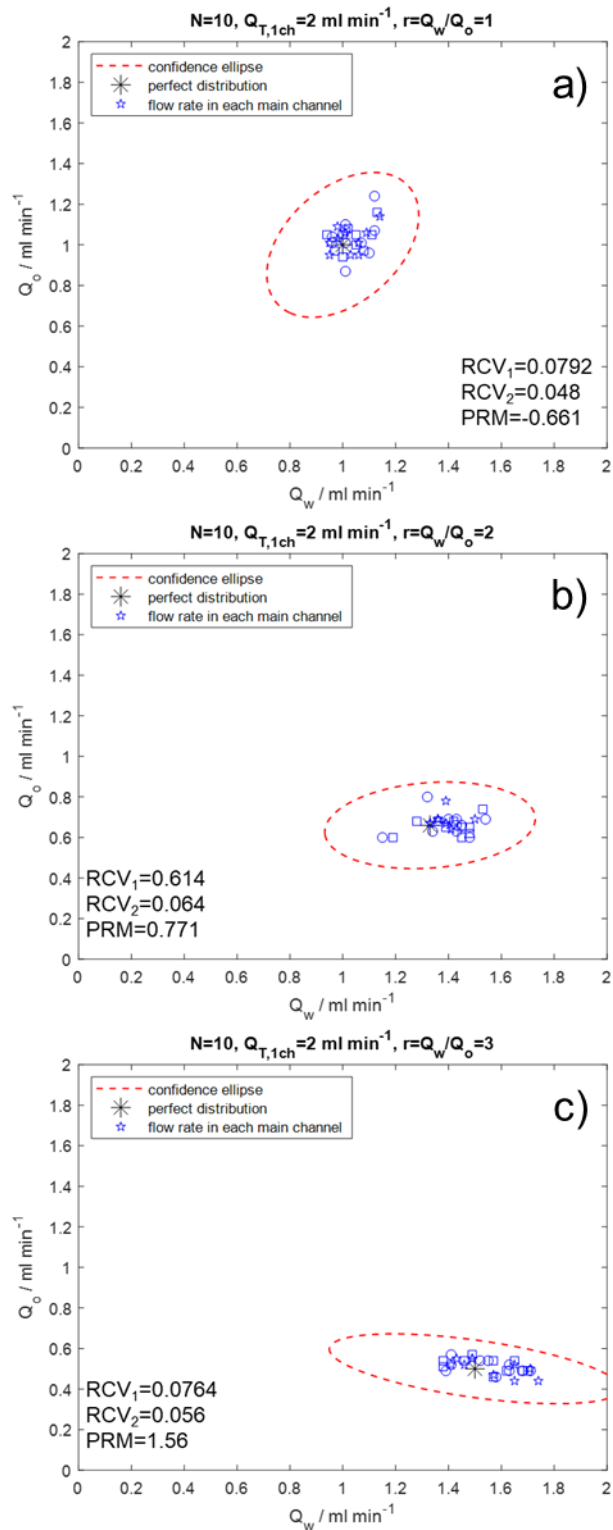 N=10, Q_T,1ch=2 ml min⁻¹, r=Q_w/Q_o=1
a)
confidence ellipse
perfect distribution
flow rate in each main channel
2
1.8
1.6
1.4
1.2
1
0.8
0.6
0.4
0.2
0
Q_o / ml min⁻¹
RCV₁=0.0792
RCV₂=0.048
PRM=-0.661
0 0.2 0.4 0.6 0.8 1 1.2 1.4 1.6 1.8 2
Q_w / ml min⁻¹
N=10, Q_T,1ch=2 ml min⁻¹, r=Q_w/Q_o=2
b)
confidence ellipse
perfect distribution
flow rate in each main channel
2
1.8
1.6
1.4
1.2
1
0.8
0.6
0.4
0.2
0
Q_o / ml min⁻¹
RCV₁=0.614
RCV₂=0.064
PRM=0.771
0 0.2 0.4 0.6 0.8 1 1.2 1.4 1.6 1.8 2
Q_w / ml min⁻¹
N=10, Q_T,1ch=2 ml min⁻¹, r=Q_w/Q_o=3
c)
confidence ellipse
perfect distribution
flow rate in each main channel
2
1.8
1.6
1.4
1.2
1
0.8
0.6
0.4
0.2
0
Q_o / ml min⁻¹
RCV₁=0.0764
RCV₂=0.056
PRM=1.56
0 0.2 0.4 0.6 0.8 1 1.2 1.4 1.6 1.8 2
Q_w / ml min⁻¹